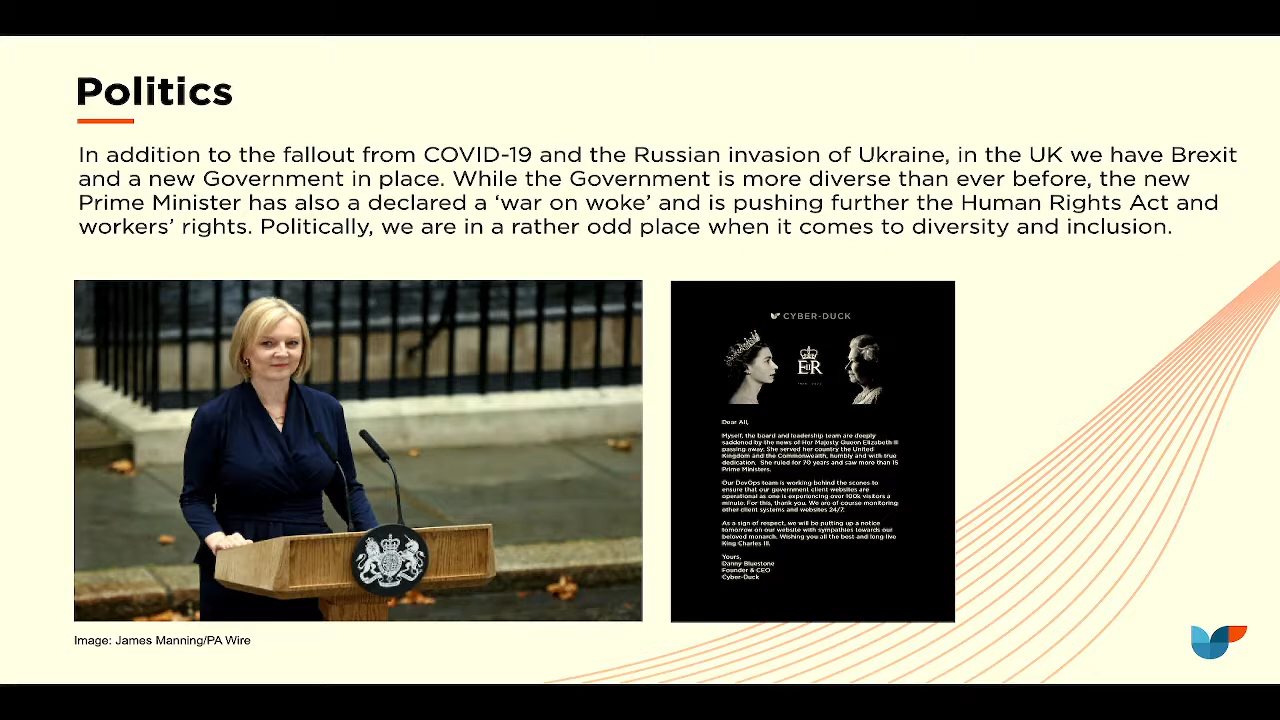 Politics
In addition to the fallout from COVID-19 and the Russian invasion of Ukraine, in the UK we have Brexit
and a new Government in place. While the Government is more diverse than ever before, the new
Prime Minister has also a declared a ‘war on woke’ and is pushing further the Human Rights Act and
workers’ rights. Politically, we are in a rather odd place when it comes to diversity and inclusion.
CYBER-DUCK
EIIR
Dear All,
Myself, the board and leadership team are deeply
saddened by the news of Her Majesty Queen Elizabeth II
passing away. She served her country the United
Kingdom and the Commonwealth, humbly and with true
dedication. She ruled for 70 years and saw more than 15
Prime Ministers.
Our DevOps team is working behind the scenes to
ensure that our government client websites are
operational as one is experiencing over 100k visitors a
minute. For this, thank you. We are of course monitoring
other client systems and websites 24/7.
As a sign of respect, we will be putting up a notice
tomorrow on our website with sympathies towards our
beloved monarch. Wishing you all the best and long live
King Charles III.
Yours,
Danny Bluestone
Founder & CEO
Cyber-Duck
Image: James Manning/PA Wire